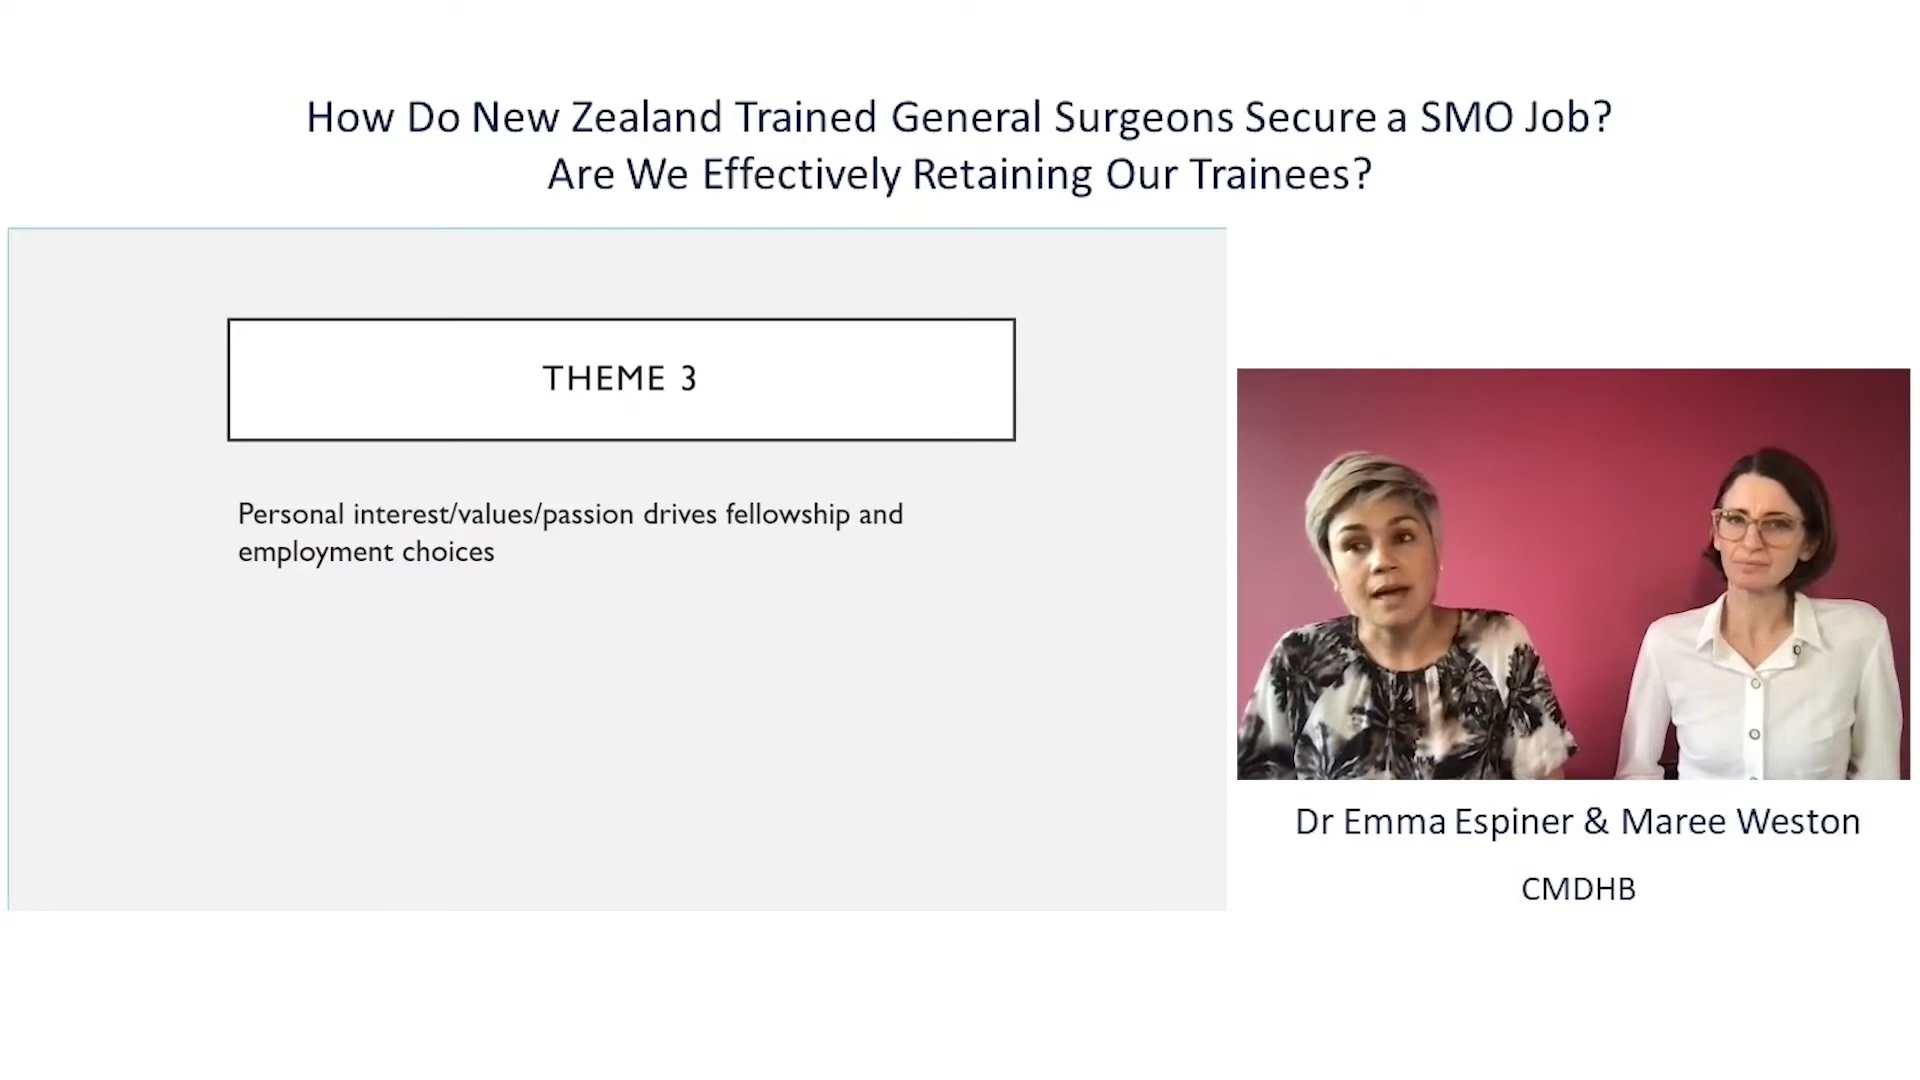 How Do New Zealand Trained General Surgeons Secure a SMO Job?
Are We Effectively Retaining Our Trainees?
THEME 3
Personal interest/values/passion drives fellowship and
employment choices
Dr Emma Espiner & Maree Weston
CMDHB